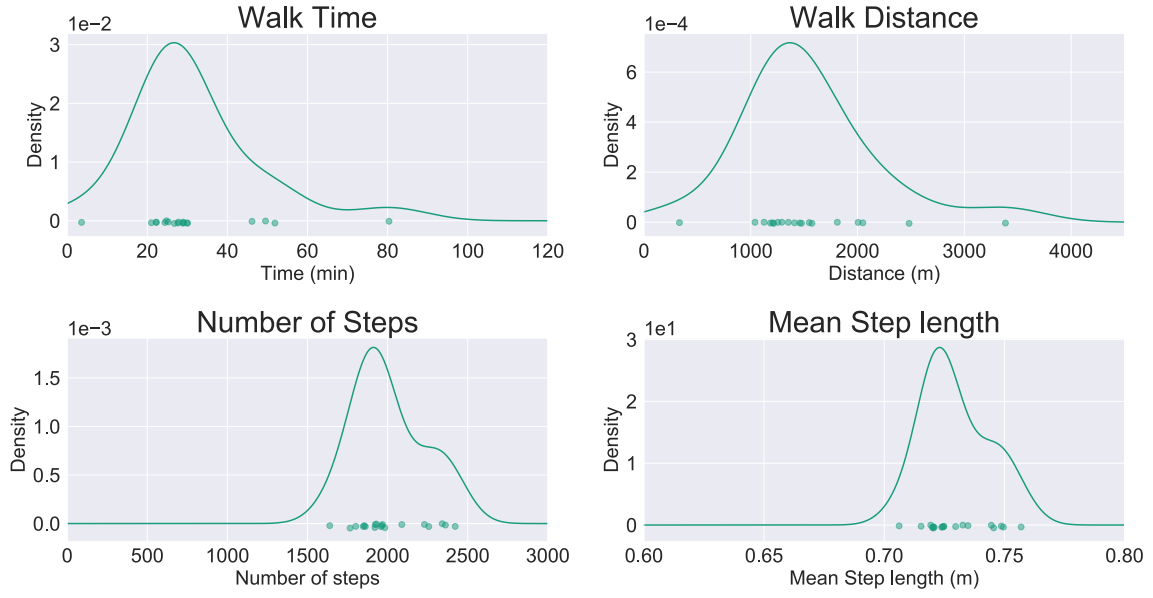 Walk Time
1e−2
3
2
1
0
Density
0 20 40 60 80 100 120
Time (min)
Walk Distance
1e−4
6
4
2
0
Density
0 1000 2000 3000 4000
Distance (m)
Number of Steps
1e−3
1.5
1.0
0.5
0.0
Density
0 500 1000 1500 2000 2500 3000
Number of steps
Mean Step length
1e1
3
2
1
0
Density
0.60 0.65 0.70 0.75 0.80
Mean Step length (m)